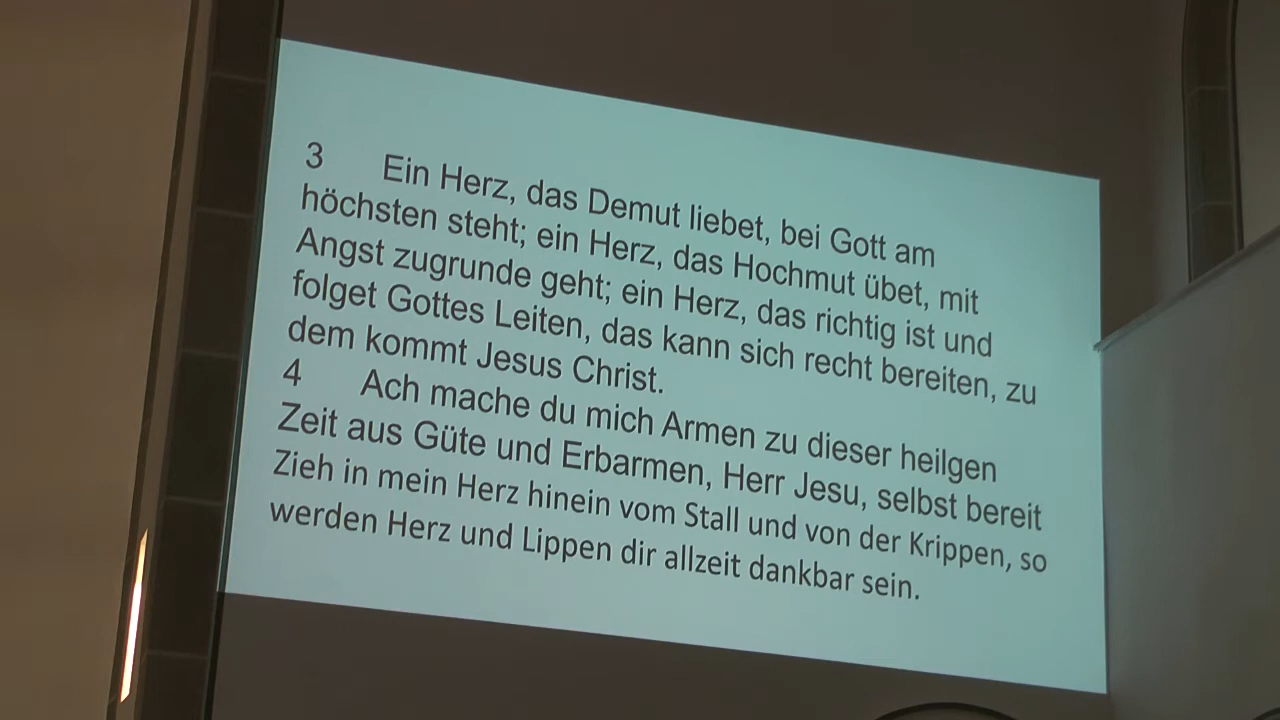 3 Ein Herz, das Demut liebet, bei Gott am
höchsten steht; ein Herz, das Hochmut übet, mit
Angst zugrunde geht; ein Herz, das richtig ist und
folget Gottes Leiten, das kann sich recht bereiten, zu
dem kommt Jesus Christ.
4 Ach mache du mich Armen zu dieser heilgen
Zeit aus Güte und Erbarmen, Herr Jesu, selbst bereit
Zieh in mein Herz hinein vom Stall und von der Krippen, so
werden Herz und Lippen dir allzeit dankbar sein.